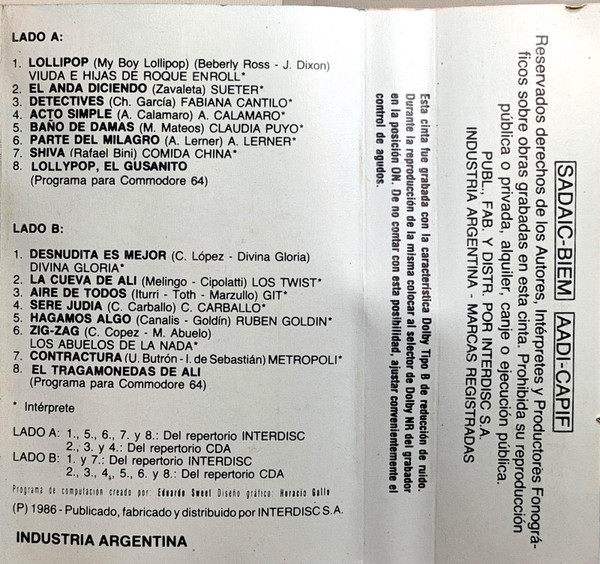 LADO A:
1. LOLLIPOP (My Boy Lollipop) (Beberly Ross - J. Dixon)
VIUDA E HIJAS DE ROQUE ENROLL*
2. EL ANDA DICIENDO (Zavaleta) SUETER*
3. DETECTIVES (Ch. García) FABIANA CANTILO*
4. ACTO SIMPLE (A. Calamaro) A. CALAMARO*
5. BAÑO DE DAMAS (M. Mateos) CLAUDIA PUYO*
6. PARTE DEL MILAGRO (A. Lerner) A. LERNER*
7. SHIVA (Rafael Bini) COMIDA CHINA*
8. LOLLYPOP, EL GUSANITO
(Programa para Commodore 64)
LADO B:
1. DESNUDITA ES MEJOR (C. López - Divina Gloria)
DIVINA GLORIA*
2. LA CUEVA DE ALI (Melingo - Cipolatti) LOS TWIST*
3. AIRE DE TODOS (Iturri - Toth - Marzullo) GIT*
4. SERE JUDIA (C. Carballo) C. CARBALLO*
5. HAGAMOS ALGO (Canalis - Goldín) RUBEN GOLDIN*
6. ZIG-ZAG (C. Copez - M. Abuelo)
LOS ABUELOS DE LA NADA*
7. CONTRACTURA (U. Butrón - I. de Sebastián) METROPOLI*
8. EL TRAGAMONEDAS DE ALI
(Programa para Commodore 64)
* Intérprete
LADO A: 1., 5., 6., 7. y 8.: Del repertorio INTERDISC
2., 3. y 4.: Del repertorio CDA
LADO B: 1. y 7.: Del repertorio INTERDISC
2., 3., 4., 5., 6. y 8.: Del repertorio CDA
Programa de computacion creado por: Eduardo Sweet Diseño gráfico: Horacio Gallo
(P) 1986 - Publicado, fabricado y distribuido por INTERDISC S.A.
INDUSTRIA ARGENTINA
Esta cinta fue grabada con la característica Dolby Tipo B de reducción de ruido.
Durante la reproducción de la misma colocar al selector de Dolby NR del grabador
en la posición ON. De no contar con esta posibilidad, ajustar convenientemente el
control de agudos.
SADAIC-BIEM AADI-CAPIF
Reservados derechos de los Autores, Intérpretes y Productores Fonográ-
ficos sobre obras grabadas en esta cinta. Prohibida su reproducción
pública o privada, alquiler, canje o ejecución pública.
PUBL., FAB. Y DISTR. POR INTERDISC S.A.
INDUSTRIA ARGENTINA - MARCAS REGISTRADAS